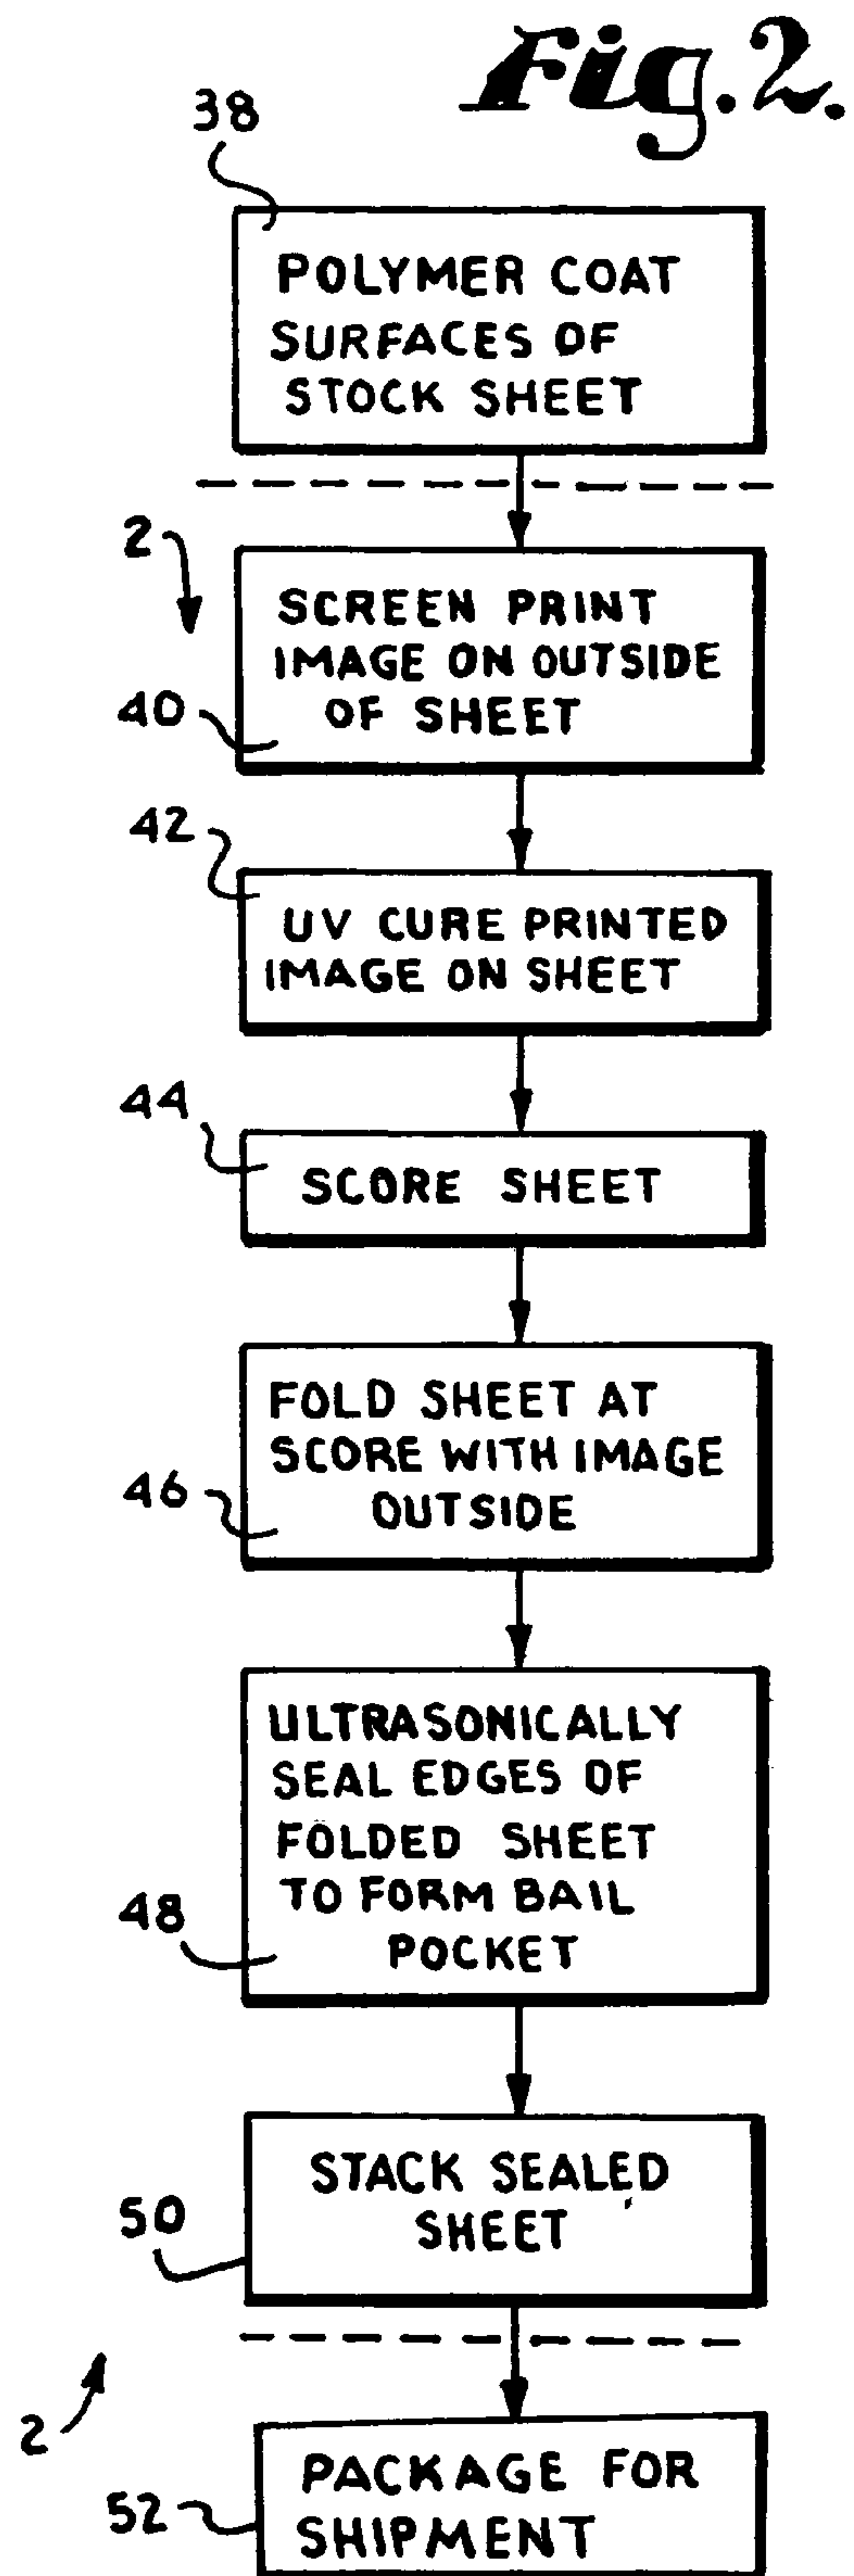 Fig. 2.
38
POLYMER COAT
SURFACES OF
STOCK SHEET
2
SCREEN PRINT
IMAGE ON OUTSIDE
OF SHEET
40
42
UV CURE PRINTED
IMAGE ON SHEET
44
SCORE SHEET
FOLD SHEET AT
SCORE WITH IMAGE
OUTSIDE
46
ULTRASONICALLY
SEAL EDGES OF
FOLDED SHEET
TO FORM BAIL
POCKET
48
STACK SEALED
SHEET
50
2
PACKAGE FOR
SHIPMENT
52